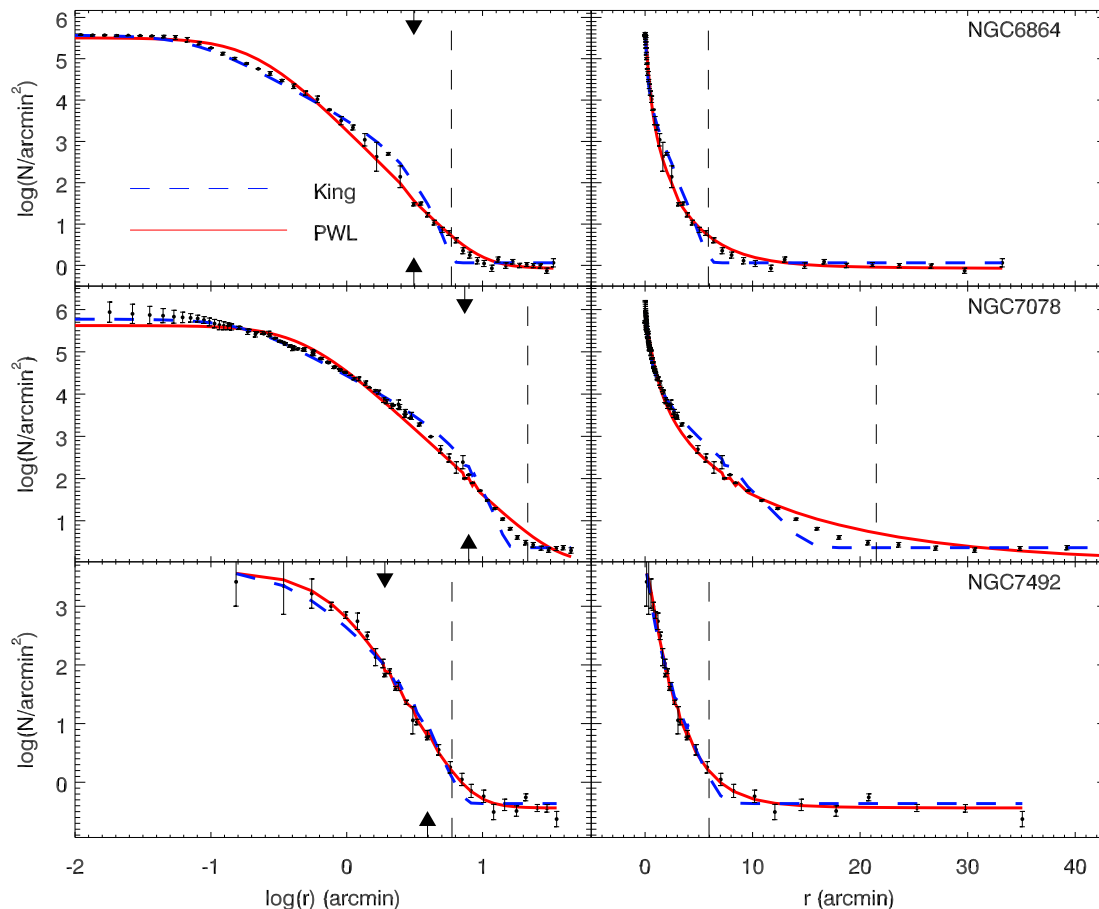 NGC6864
log(N/arcmin²)
6
5
4
3
2
1
0
King
PWL
NGC7078
log(N/arcmin²)
6
5
4
3
2
1
NGC7492
log(N/arcmin²)
3
2
1
0
-2 -1 0 1
0 10 20 30 40
log(r) (arcmin)
r (arcmin)